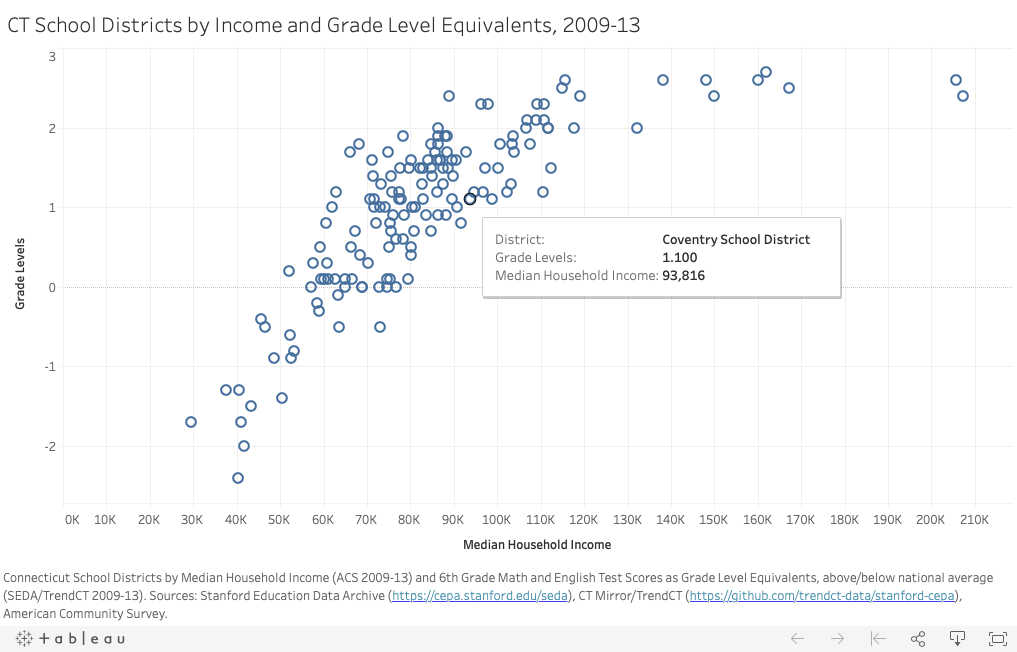 CT School Districts by Income and Grade Level Equivalents, 2009-13
3
2
1
0
-1
-2
Grade Levels
District: Coventry School District
Grade Levels: 1.100
Median Household Income: 93,816
0K 10K 20K 30K 40K 50K 60K 70K 80K 90K 100K 110K 120K 130K 140K 150K 160K 170K 180K 190K 200K 210K
Median Household Income
Connecticut School Districts by Median Household Income (ACS 2009-13) and 6th Grade Math and English Test Scores as Grade Level Equivalents, above/below national average
(SEDA/TrendCT 2009-13). Sources: Stanford Education Data Archive (https://cepa.stanford.edu/seda), CT Mirror/TrendCT (https://github.com/trendct-data/stanford-cepa),
American Community Survey.
+ableau